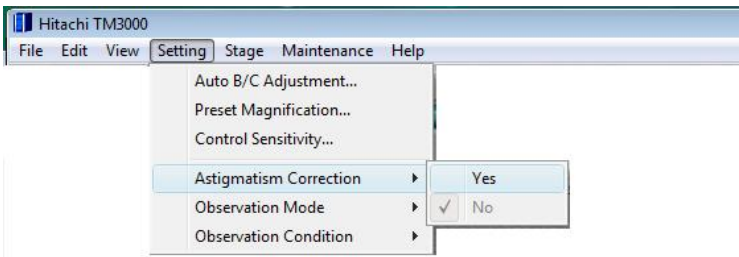 Hitachi TM3000
File Edit View Setting Stage Maintenance Help
Auto B/C Adjustment...
Preset Magnification...
Control Sensitivity...
Astigmatism Correction Yes
Observation Mode No
Observation Condition